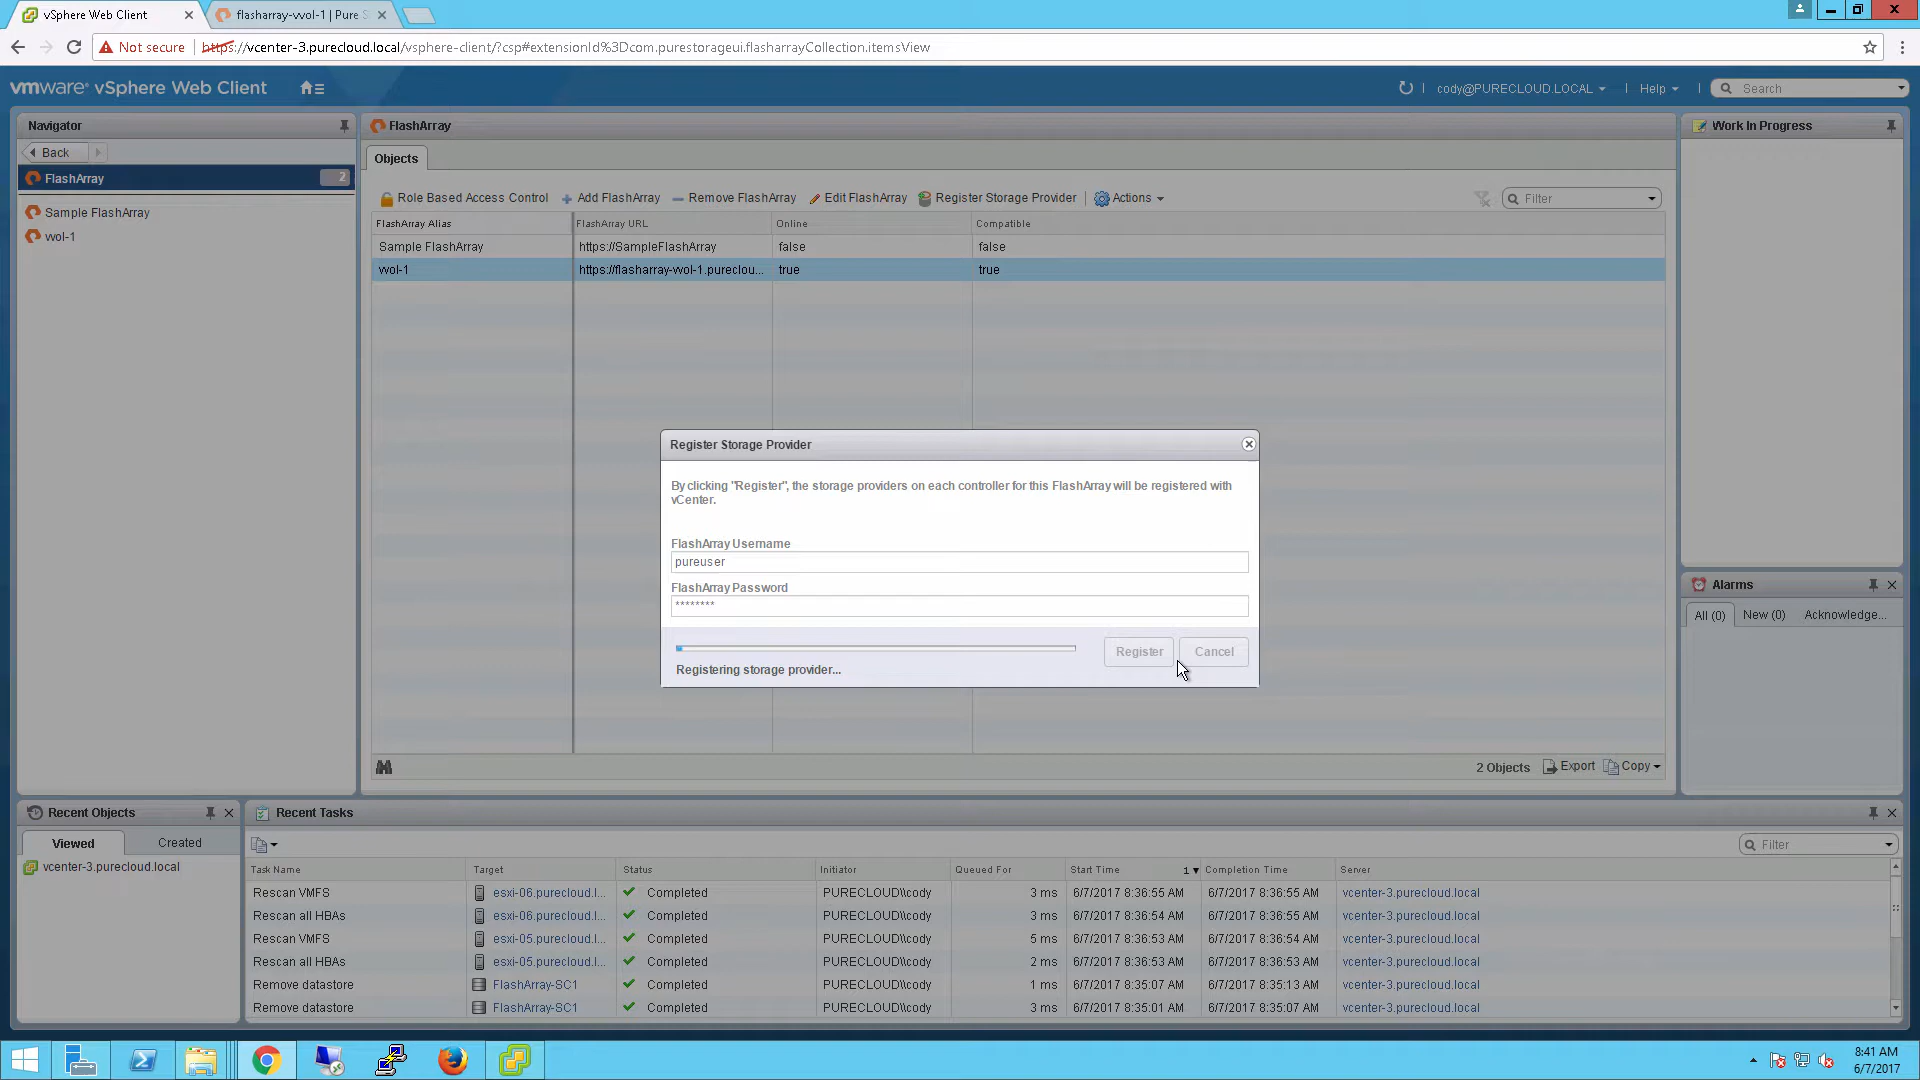 vSphere Web Client
flasharray-vvol-1 | Pure S
Not secure | https://vcenter-3.purecloud.local/vsphere-client/?csp#extensionId%3Dcom.purestorageui.flasharrayCollection.itemsView
vmware® vSphere Web Client
cody@PURECLOUD.LOCAL | Help | Search
Navigator
Back
FlashArray 2
Sample FlashArray
vvol-1
FlashArray
Objects
Role Based Access Control Add FlashArray Remove FlashArray Edit FlashArray Register Storage Provider Actions Filter
FlashArray Alias FlashArray URL Online Compatible
Sample FlashArray https://SampleFlashArray false false
vvol-1 https://flasharray-vvol-1.pureclou... true true
Register Storage Provider
By clicking "Register", the storage providers on each controller for this FlashArray will be registered with
vCenter.
FlashArray Username
pureuser
FlashArray Password
********
Register Cancel
Registering storage provider...
2 Objects Export Copy
Work In Progress
Alarms
All (0) New (0) Acknowledge...
Recent Objects
Viewed Created
vcenter-3.purecloud.local
Recent Tasks
Filter
Task Name Target Status Initiator Queued For Start Time 1 Completion Time Server
Rescan VMFS esxi-06.purecloud.l... Completed PURECLOUD\\cody 3 ms 6/7/2017 8:36:55 AM 6/7/2017 8:36:55 AM vcenter-3.purecloud.local
Rescan all HBAs esxi-06.purecloud.l... Completed PURECLOUD\\cody 3 ms 6/7/2017 8:36:54 AM 6/7/2017 8:36:55 AM vcenter-3.purecloud.local
Rescan VMFS esxi-05.purecloud.l... Completed PURECLOUD\\cody 5 ms 6/7/2017 8:36:53 AM 6/7/2017 8:36:54 AM vcenter-3.purecloud.local
Rescan all HBAs esxi-05.purecloud.l... Completed PURECLOUD\\cody 2 ms 6/7/2017 8:36:53 AM 6/7/2017 8:36:53 AM vcenter-3.purecloud.local
Remove datastore FlashArray-SC1 Completed PURECLOUD\\cody 1 ms 6/7/2017 8:35:07 AM 6/7/2017 8:35:13 AM vcenter-3.purecloud.local
Remove datastore FlashArray-SC1 Completed PURECLOUD\\cody 3 ms 6/7/2017 8:35:01 AM 6/7/2017 8:35:07 AM vcenter-3.purecloud.local
8:41 AM
6/7/2017